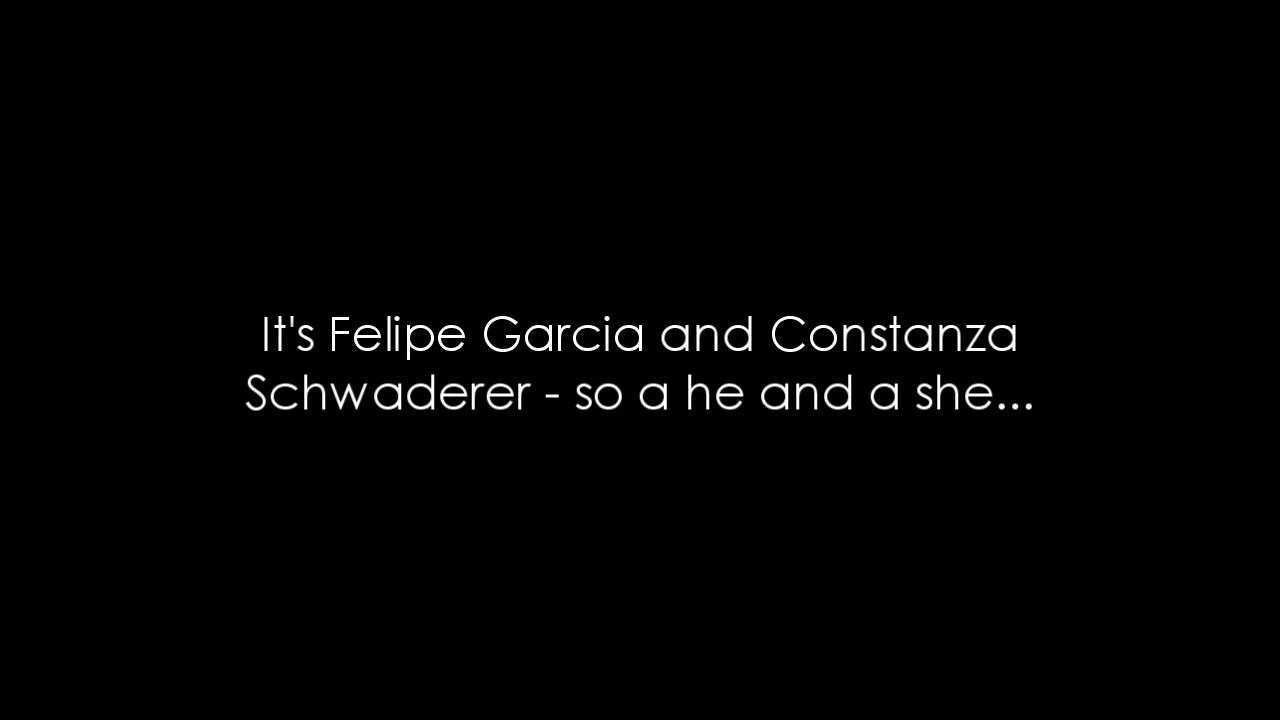 It's Felipe Garcia and Constanza
Schwaderer - so a he and a she...